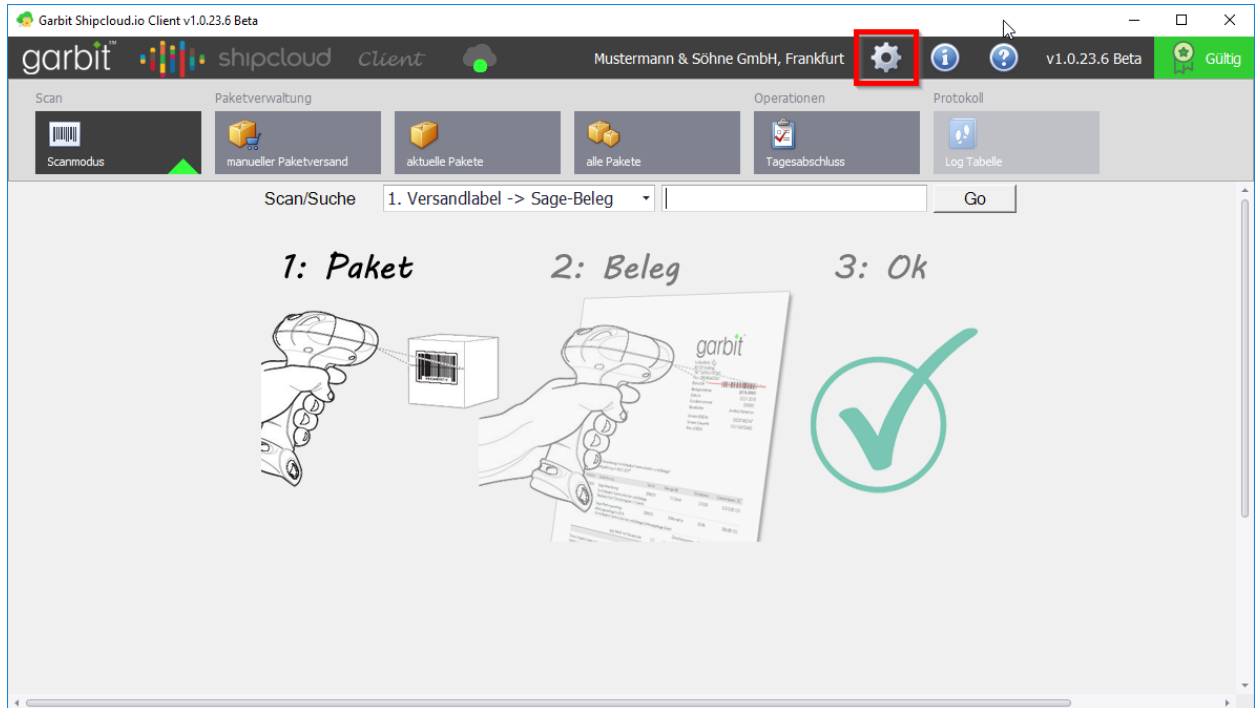 Garbit Shipcloud.io Client v1.0.23.6 Beta
garbit™ shipcloud Client Mustermann & Söhne GmbH, Frankfurt v1.0.23.6 Beta Gültig
Scan Paketverwaltung Operationen Protokoll
Scanmodus manueller Paketversand aktuelle Pakete alle Pakete Tagesabschluss Log Tabelle
Scan/Suche 1. Versandlabel -> Sage-Beleg Go
1: Paket 2: Beleg 3: Ok
garbit